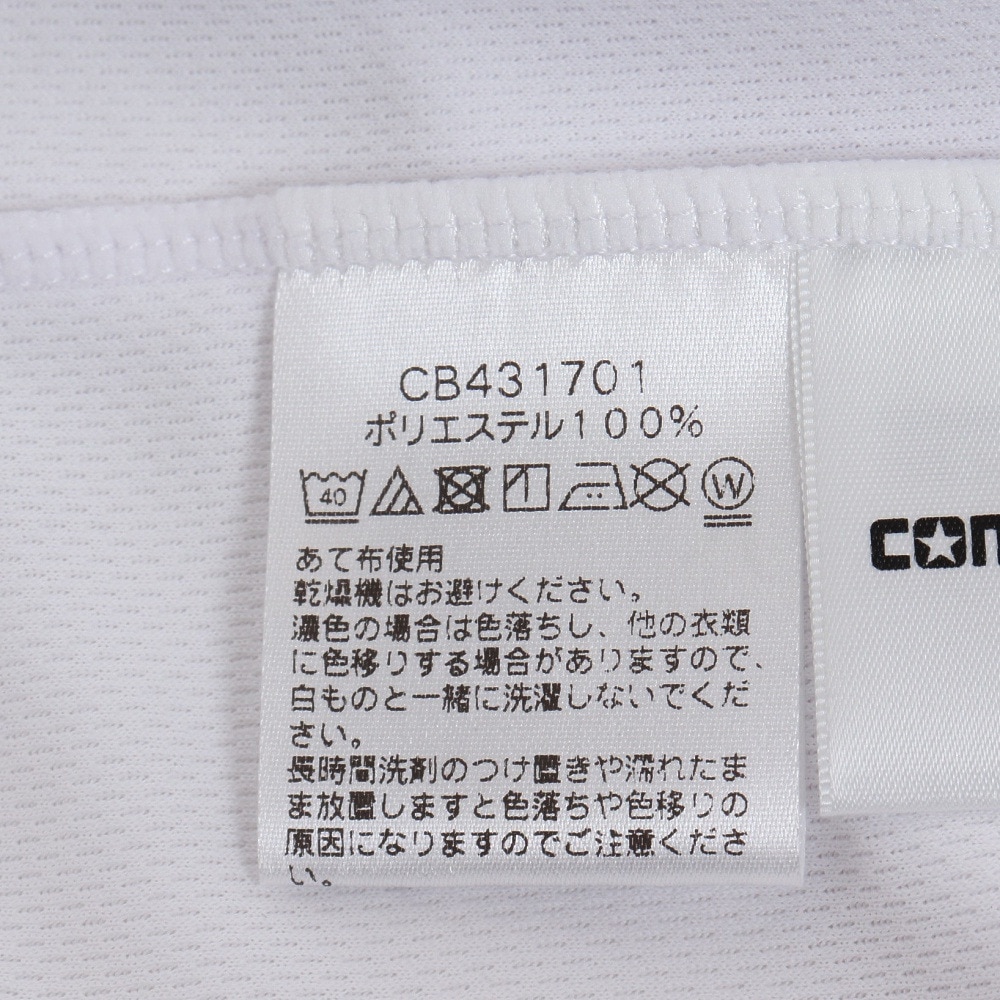 CB431701
ポリエステル100%
40 W
あて布使用
乾燥機はお避けください。
濃色の場合は色落ちし、他の衣類
に色移りする場合がありますので、
白ものと一緒に洗濯しないでくだ
さい。
長時間洗剤のつけ置きや濡れたま
ま放置しますと色落ちや色移りの
原因になりますのでご注意くださ
い。